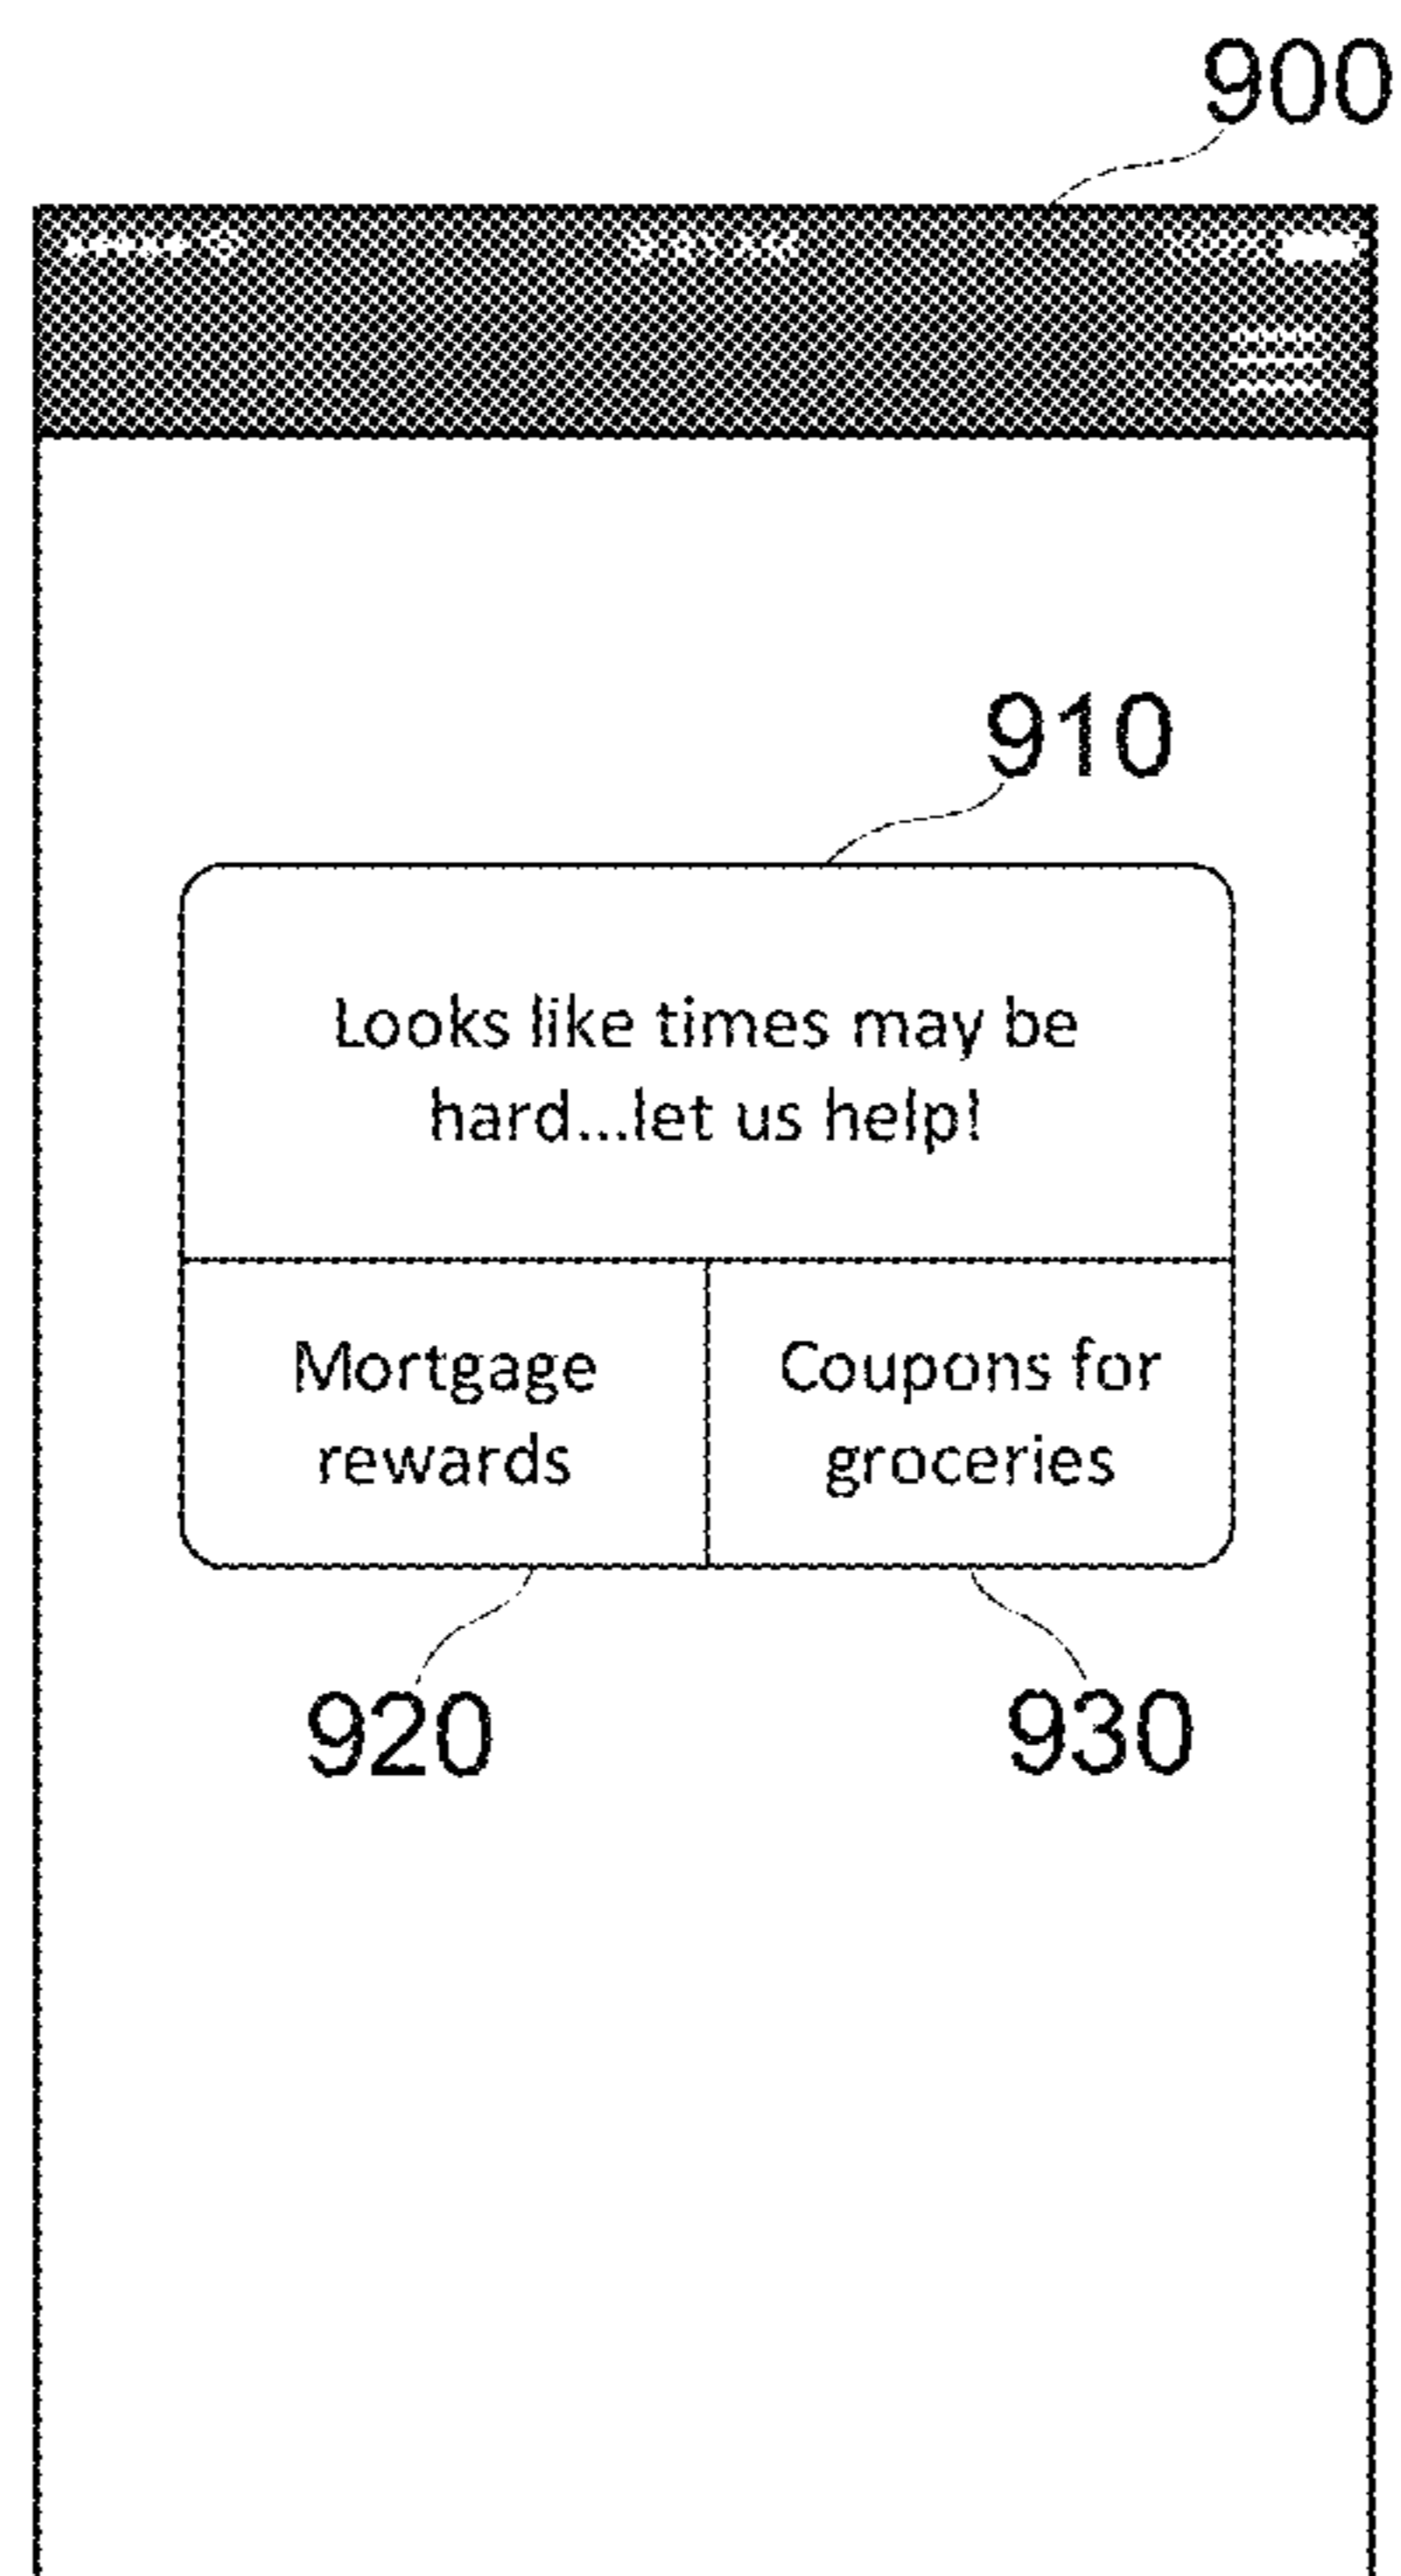 900
910
Looks like times may be
hard...let us help!
Mortgage
rewards
Coupons for
groceries
920
930